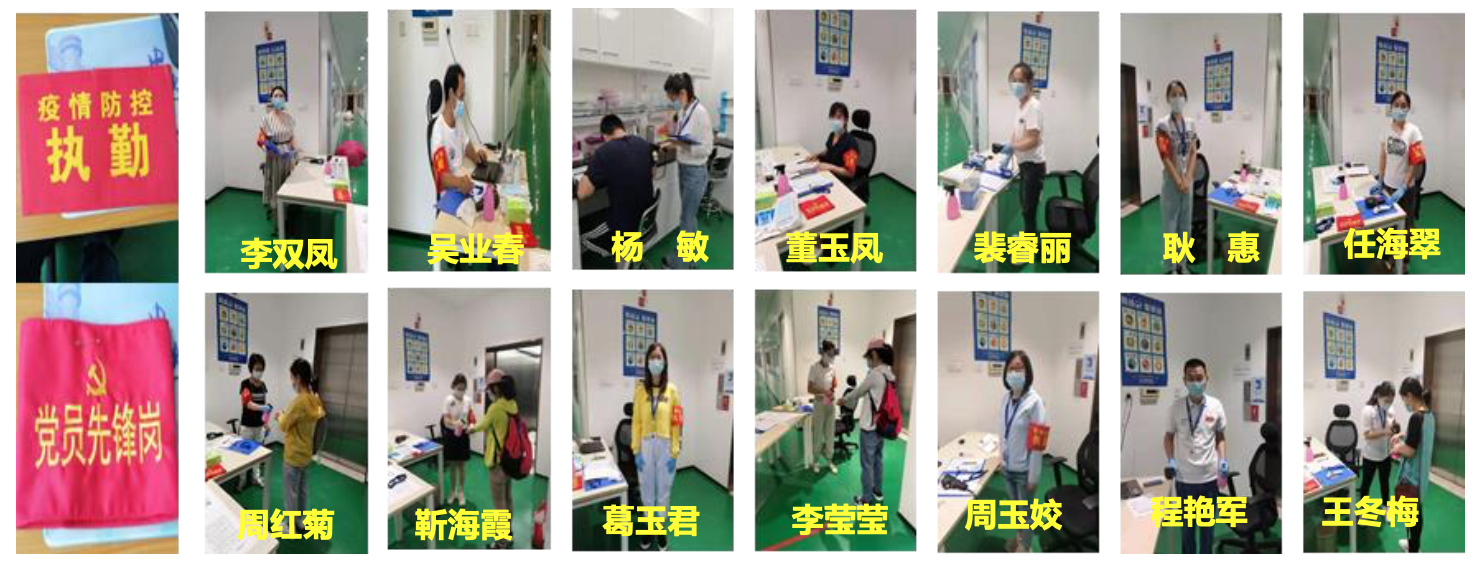 疫情防控
执勤
李双凤
吴业春
杨 敏
董玉凤
裴睿丽
耿 惠
任海翠
党员先锋岗
周红菊
靳海霞
葛玉君
李莹莹
周玉姣
程艳军
王冬梅